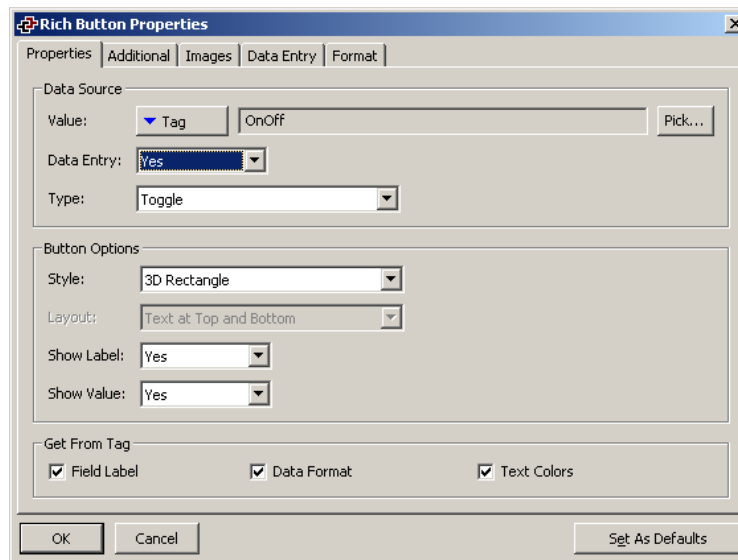 Rich Button Properties
Properties Additional Images Data Entry Format
Data Source
Value: Tag OnOff Pick...
Data Entry: Yes
Type: Toggle
Button Options
Style: 3D Rectangle
Layout: Text at Top and Bottom
Show Label: Yes
Show Value: Yes
Get From Tag
Field Label Data Format Text Colors
OK Cancel Set As Defaults